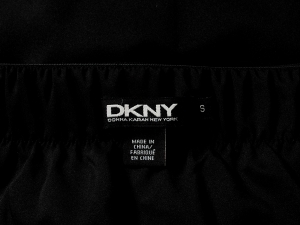 DKNY S
DONNA KARAN NEW YORK
MADE IN
CHINA/
FABRIQUÉ
EN CHINE